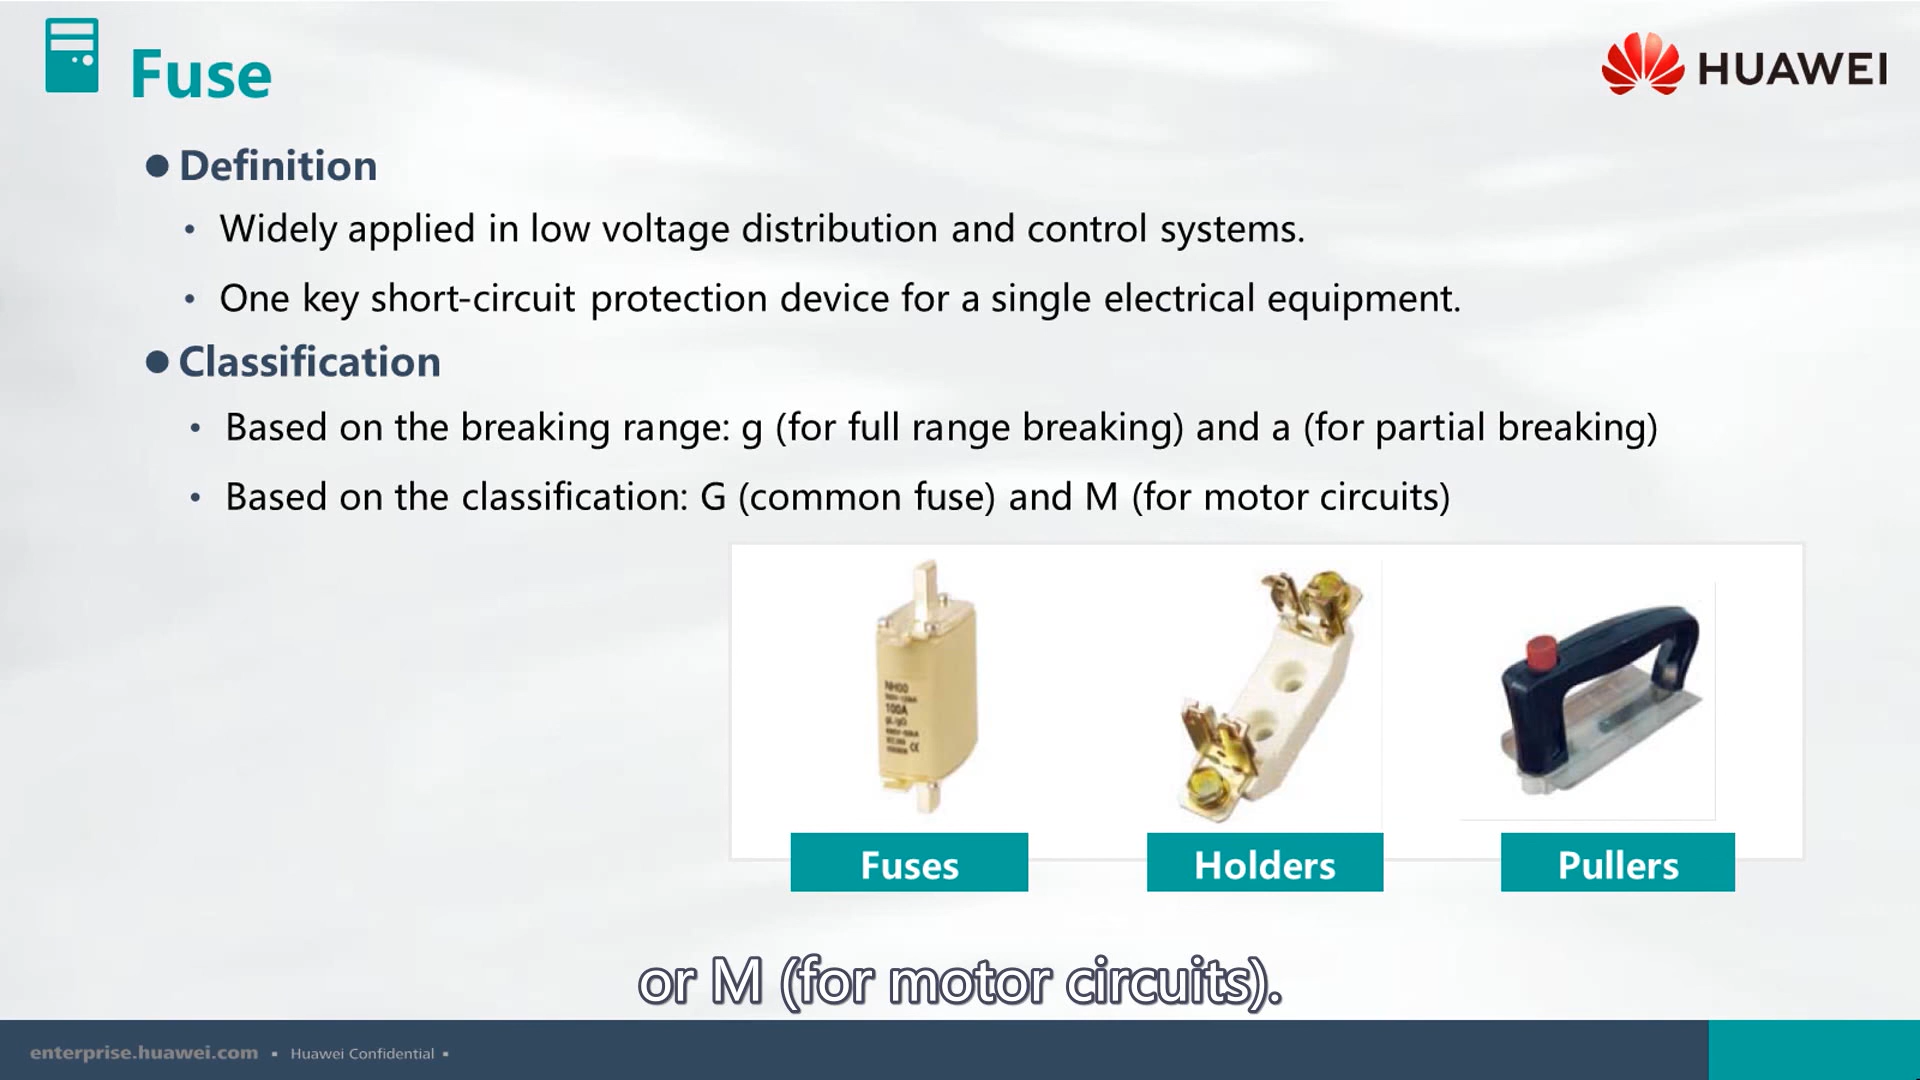 Fuse
HUAWEI
Definition
• Widely applied in low voltage distribution and control systems.
• One key short-circuit protection device for a single electrical equipment.
Classification
• Based on the breaking range: g (for full range breaking) and a (for partial breaking)
• Based on the classification: G (common fuse) and M (for motor circuits)
NH00
100A
Fuses
Holders
Pullers
or M (for motor circuits).
enterprise.huawei.com ▪ Huawei Confidential ▪